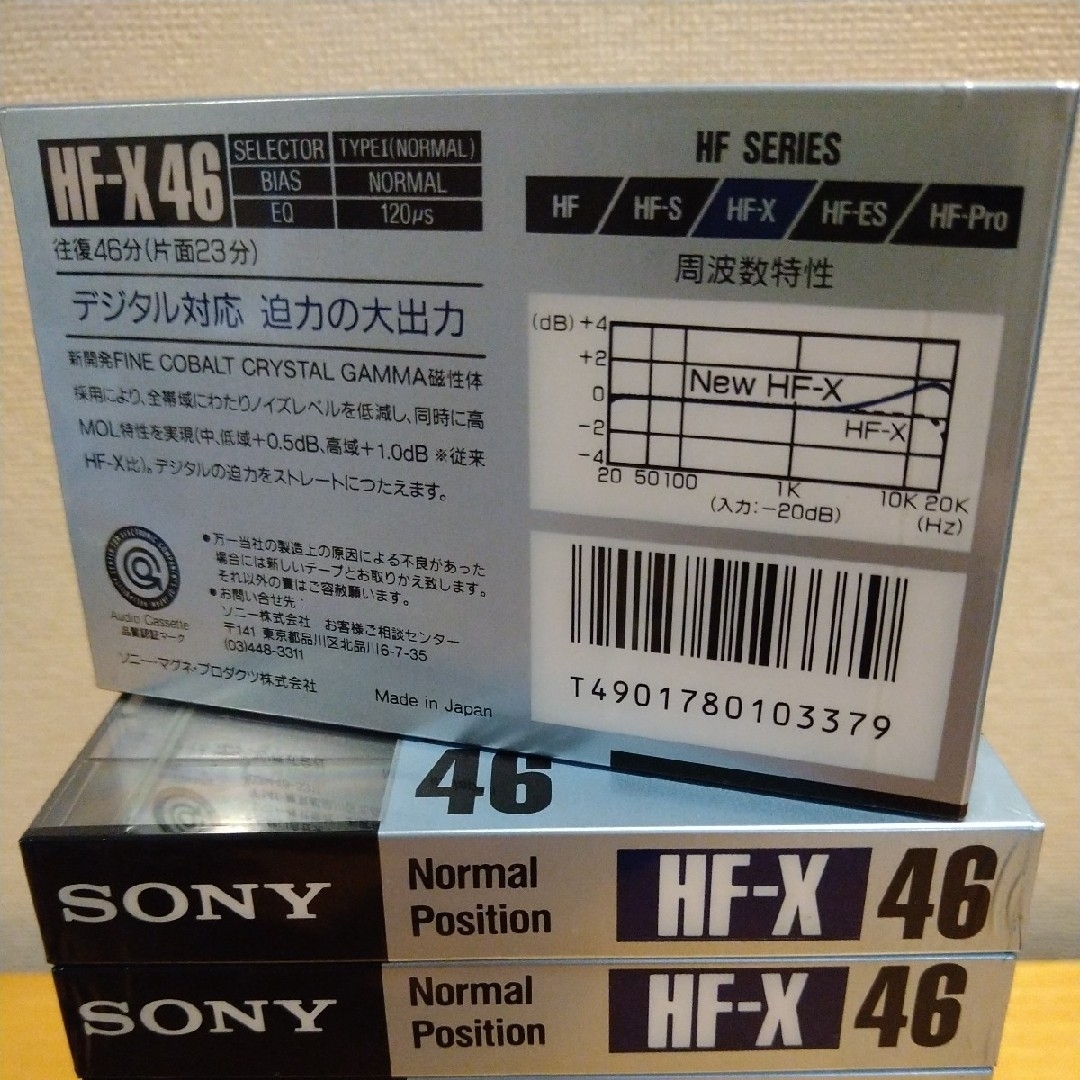 HF-X 46
SELECTOR TYPEI(NORMAL)
BIAS NORMAL
EQ 120μs
往復46分(片面23分)
デジタル対応 迫力の大出力
新開発FINE COBALT CRYSTAL GAMMA磁性体
採用により、全帯域にわたりノイズレベルを低減し、同時に高
MOL特性を実現(中、低域+0.5dB、高域+1.0dB ※従来
HF-X比)。デジタルの迫力をストレートにつたえます。
Audio Cassette
品質認証マーク
●万一当社の製造上の原因による不良があった
場合には新しいテープとお取りかえ致します。
それ以外の責はご容赦願います。
●お問い合せ先:
ソニー株式会社 お客様ご相談センター
〒141 東京都品川区北品川6-7-35
(03)448-3311
ソニー・マグネ・プロダクツ株式会社
Made in Japan
HF SERIES
HF / HF-S / HF-X / HF-ES / HF-Pro
周波数特性
(dB) +4
+2
0
-2
-4
New HF-X
HF-X
20 50 100 1K 10K 20K
(入力:-20dB) (Hz)
T4901780103379
46
SONY
Normal
Position
HF-X 46
SONY
Normal
Position
HF-X 46